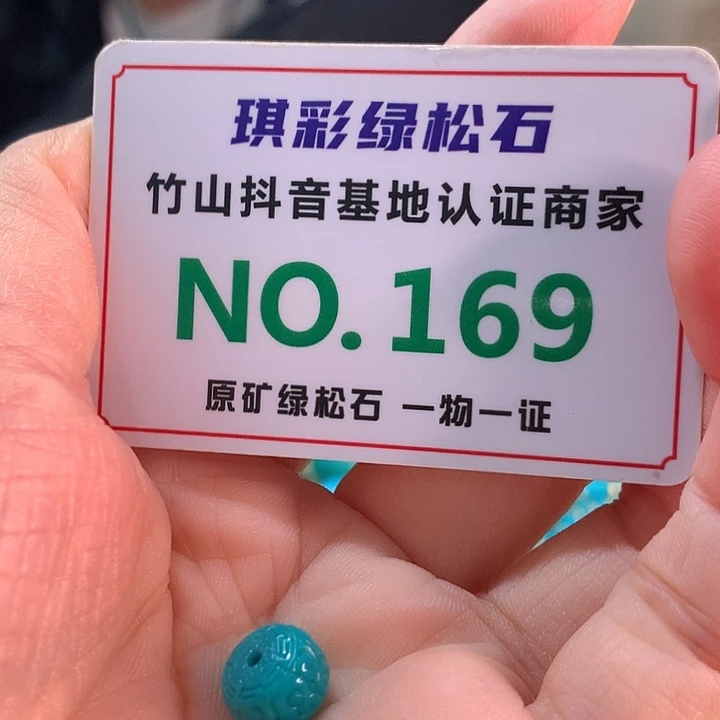 琪彩绿松石
竹山抖音基地认证商家
NO.169
原矿绿松石 一物一证